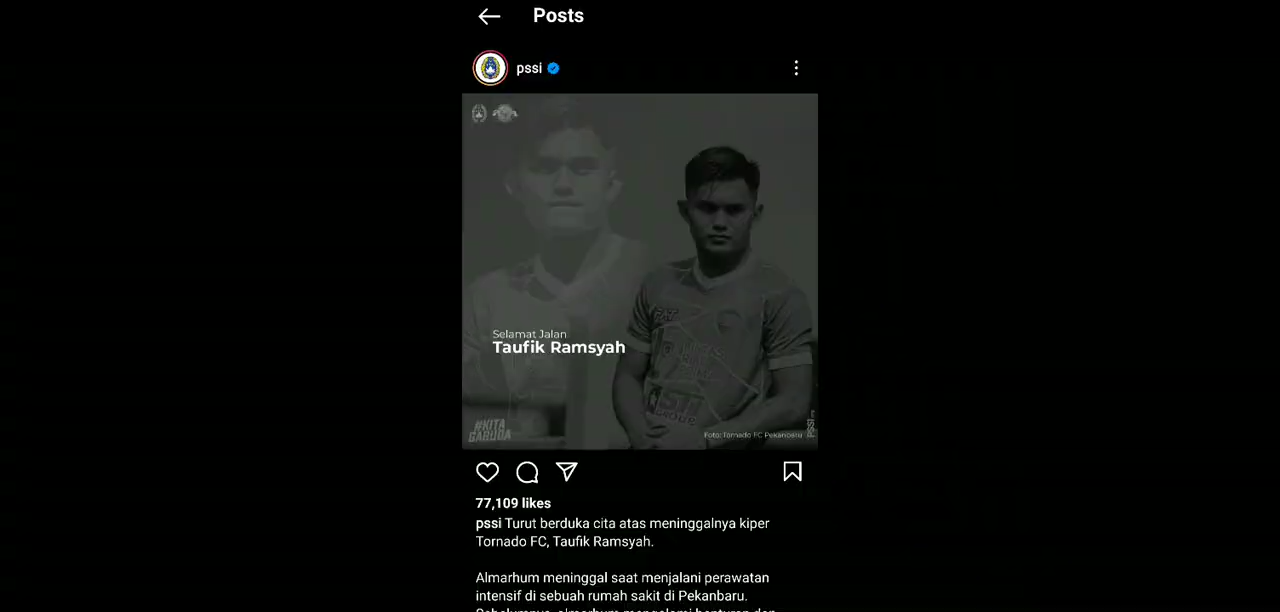 Posts
pssi
Selamat Jalan
Taufik Ramsyah
FAT
#KITA
GARUDA
Foto: Tornado FC Pekanbaru
pssi
77,109 likes
pssi Turut berduka cita atas meninggalnya kiper
Tornado FC, Taufik Ramsyah.
Almarhum meninggal saat menjalani perawatan
intensif di sebuah rumah sakit di Pekanbaru.